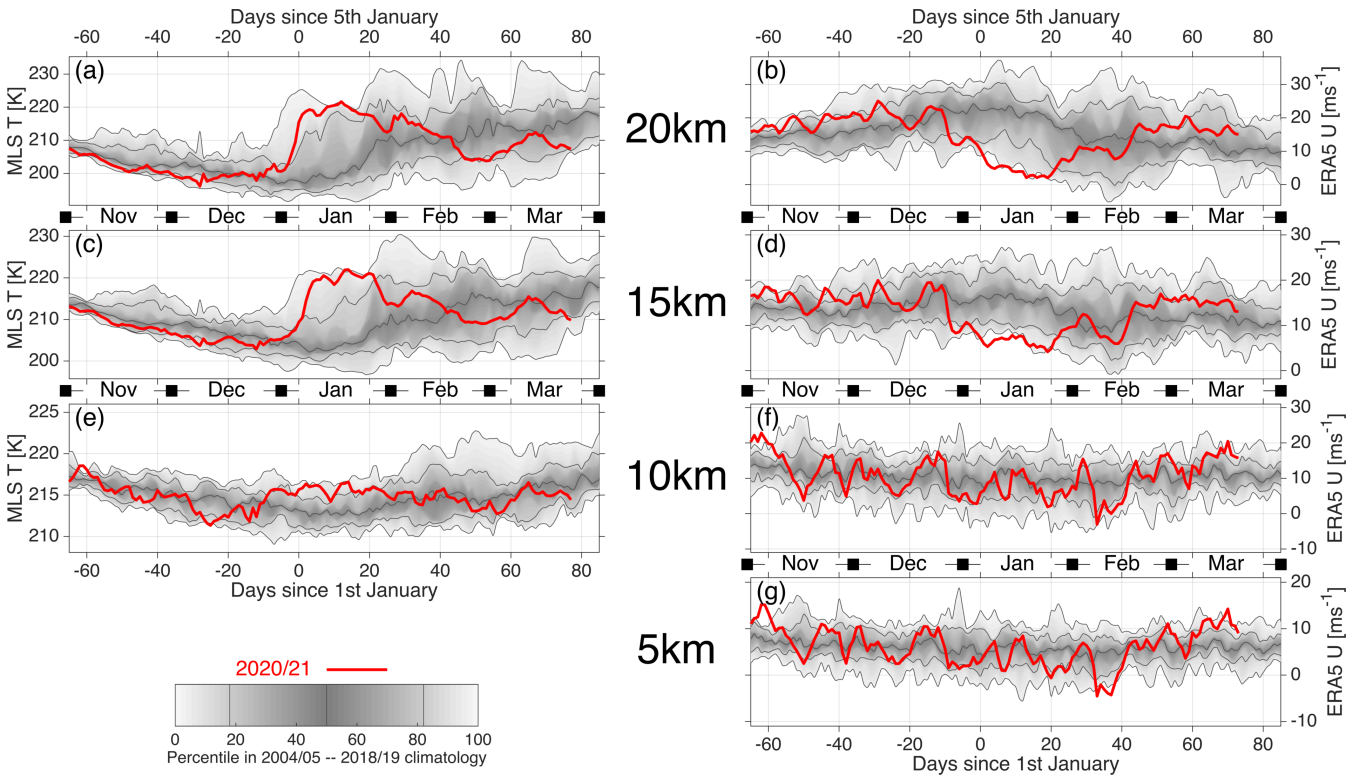 Days since 5th January
Days since 5th January
-60 -40 -20 0 20 40 60 80
-60 -40 -20 0 20 40 60 80
(a)
MLS T [K]
230
220
210
200
20km
(b)
30
20
10
0
ERA5 U [ms-1]
Nov Dec Jan Feb Mar
Nov Dec Jan Feb Mar
(c)
MLS T [K]
230
220
210
200
15km
(d)
30
20
10
0
ERA5 U [ms-1]
Nov Dec Jan Feb Mar
Nov Dec Jan Feb Mar
(e)
MLS T [K]
225
220
215
210
10km
(f)
30
20
10
0
-10
ERA5 U [ms-1]
-60 -40 -20 0 20 40 60 80
Days since 1st January
Nov Dec Jan Feb Mar
5km
(g)
20
10
0
-10
ERA5 U [ms-1]
-60 -40 -20 0 20 40 60 80
Days since 1st January
2020/21
0 20 40 60 80 100
Percentile in 2004/05 -- 2018/19 climatology